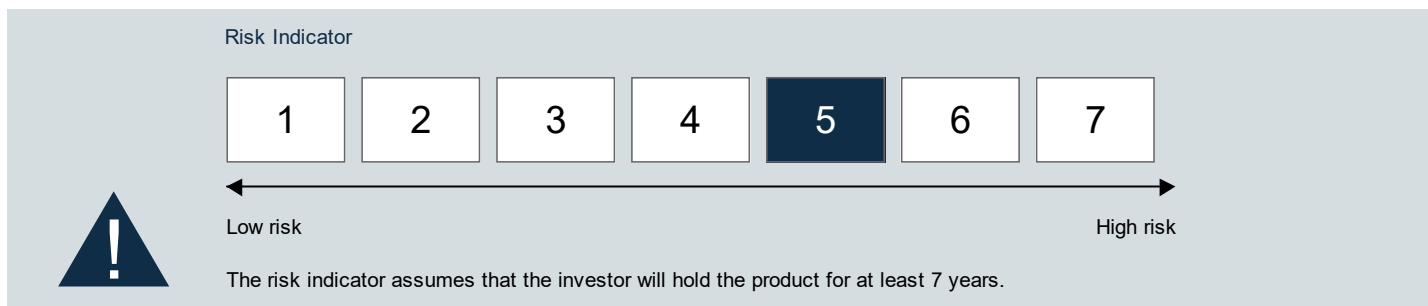 Risk Indicator
1 2 3 4 5 6 7
Low risk High risk
!
The risk indicator assumes that the investor will hold the product for at least 7 years.